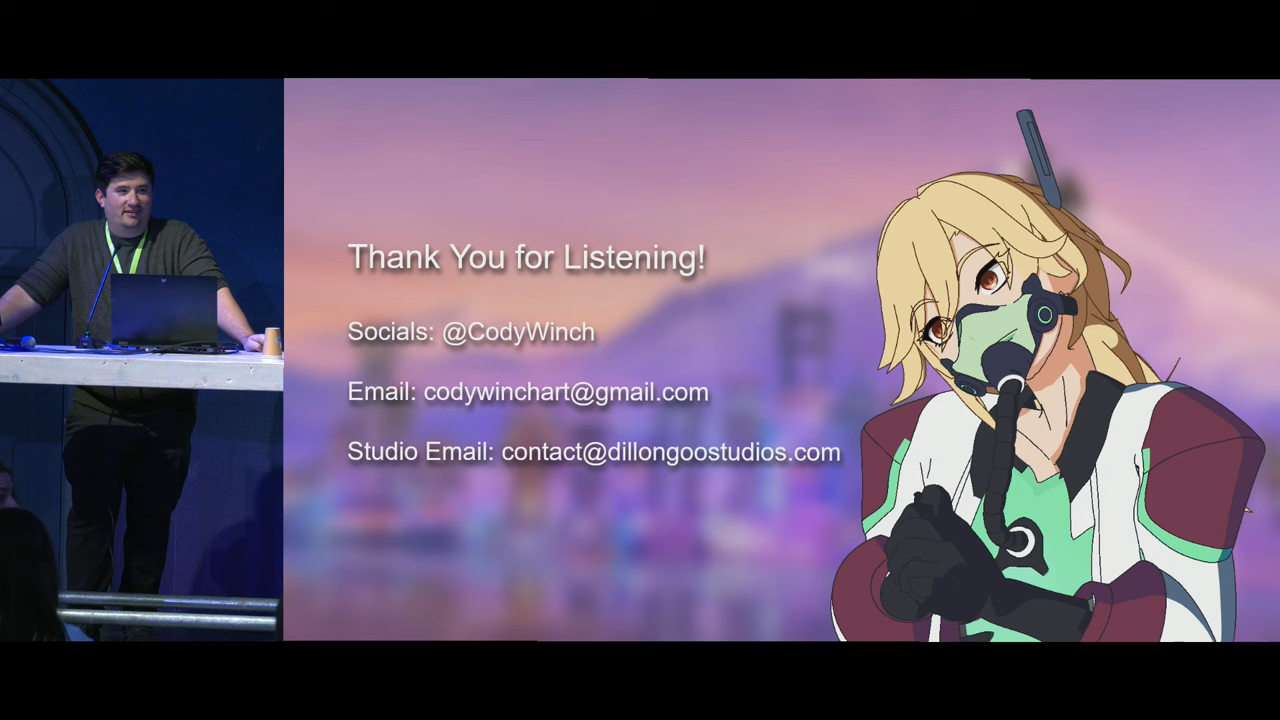 Thank You for Listening!
Socials: @CodyWinch
Email: codywinchart@gmail.com
Studio Email: contact@dillongoostudios.com